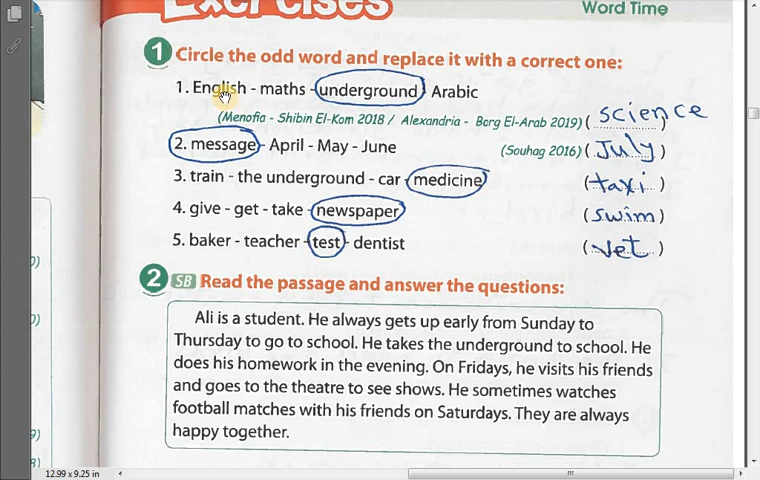 Exercises
Word Time
1 Circle the odd word and replace it with a correct one:
1. English - maths - underground - Arabic
(Menofia - Shibin El-Kom 2018 / Alexandria - Borg El-Arab 2019) (science)
2. message - April - May - June (Souhag 2016) (July)
3. train - the underground - car - medicine (taxi)
4. give - get - take - newspaper (swim)
5. baker - teacher - test - dentist (vet)
2 SB Read the passage and answer the questions:
Ali is a student. He always gets up early from Sunday to
Thursday to go to school. He takes the underground to school. He
does his homework in the evening. On Fridays, he visits his friends
and goes to the theatre to see shows. He sometimes watches
football matches with his friends on Saturdays. They are always
happy together.
12.99 x 9.25 in